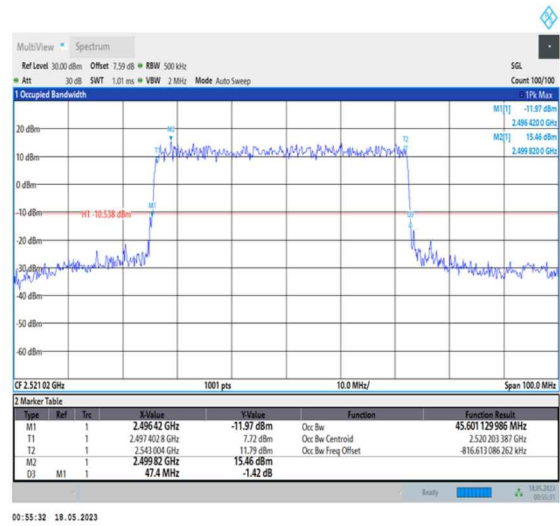 MultiView Spectrum
Ref Level 30.00 dBm Offset 7.59 dB RBW 500 kHz SGL
Att 30 dB SWT 1.01 ms VBW 2 MHz Mode Auto Sweep Count 100/100
1 Occupied Bandwidth 1Pk Max
M1[1] -11.97 dBm
2.496 420 0 GHz
M2[1] 15.46 dBm
2.499 820 0 GHz
20 dBm
M2
T2
T1
10 dBm
0 dBm
M1
-10 dBm H1 -10.538 dBm
D3
-20 dBm
-30 dBm
-40 dBm
-50 dBm
-60 dBm
CF 2.521 02 GHz 1001 pts 10.0 MHz/ Span 100.0 MHz
2 Marker Table
Type Ref Trc X-Value Y-Value Function Function Result
M1 1 2.496 42 GHz -11.97 dBm Occ Bw 45.601 129 986 MHz
T1 1 2.497 402 8 GHz 7.72 dBm Occ Bw Centroid 2.520 203 387 GHz
T2 1 2.543 004 GHz 11.79 dBm Occ Bw Freq Offset -816.613 086 262 kHz
M2 1 2.499 82 GHz 15.46 dBm
D3 M1 1 47.4 MHz -1.42 dB
Ready 18.05.2023
00:55:31
00:55:32 18.05.2023